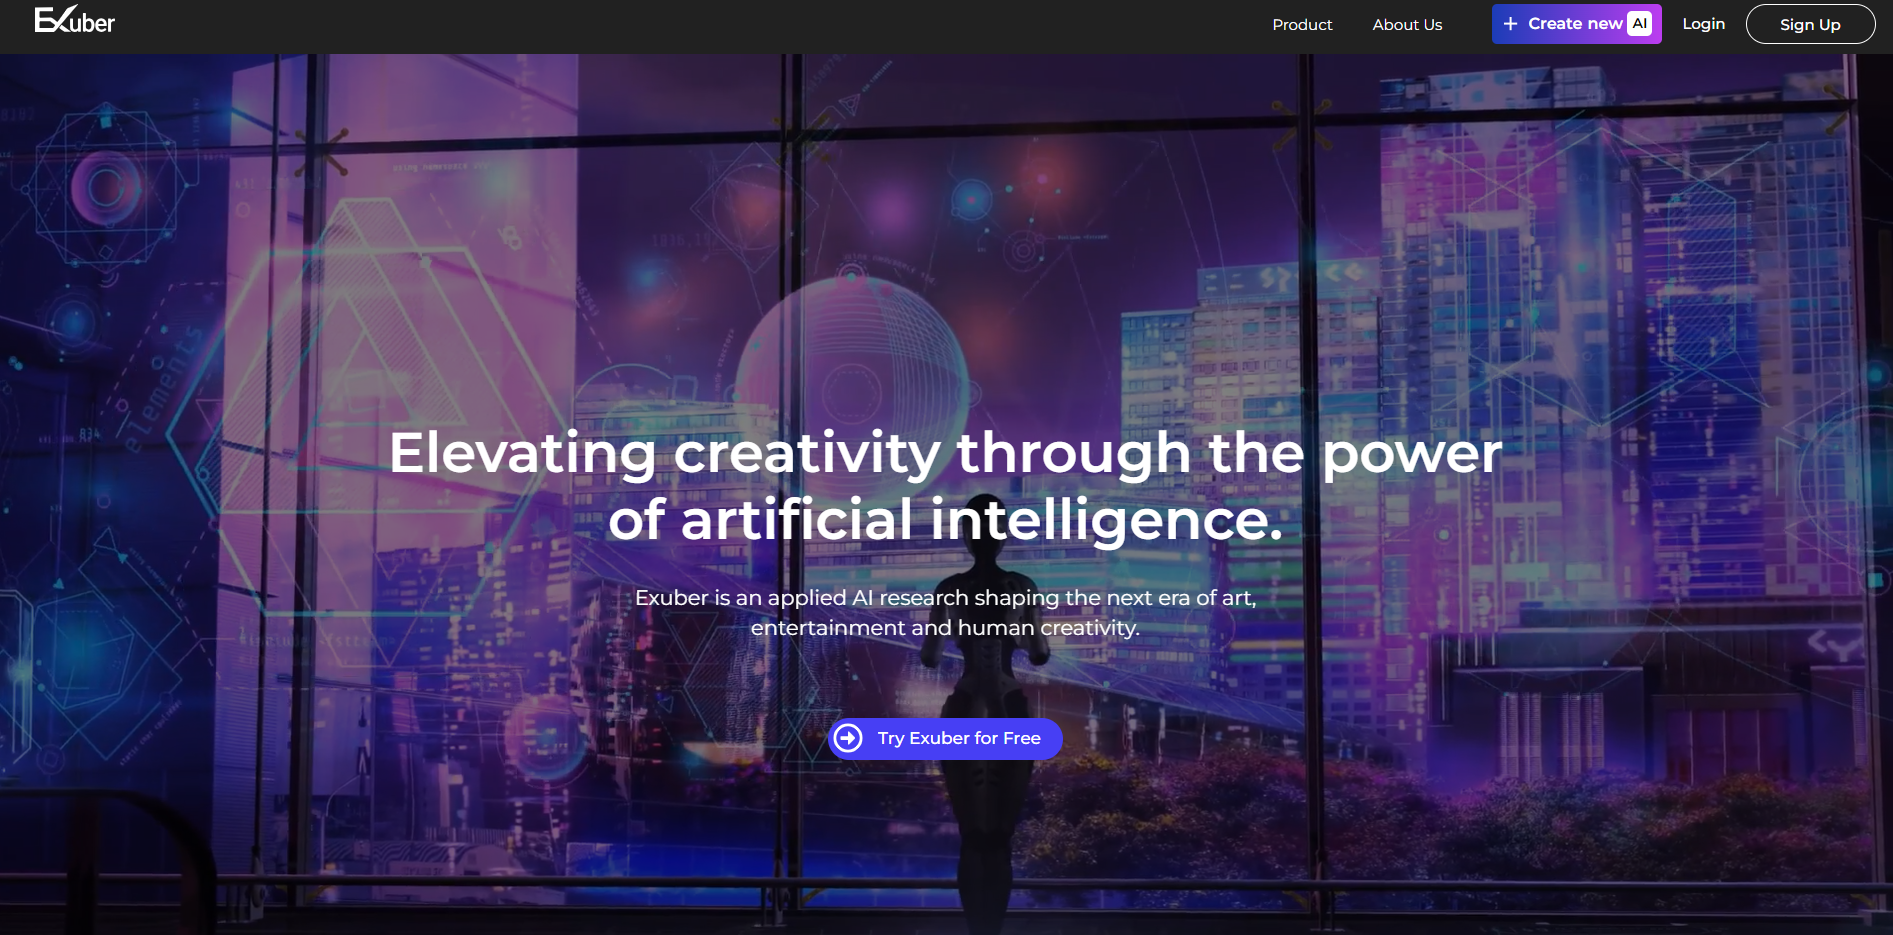 Exuber
Product
About Us
+ Create new AI
Login
Sign Up
elements
834
Elevating creativity through the power
of artificial intelligence.
Exuber is an applied AI research shaping the next era of art,
entertainment and human creativity.
Try Exuber for Free